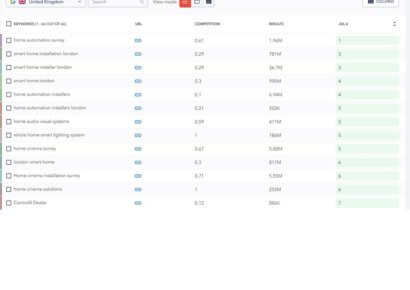 United Kingdom Search View mode: COLUMNS
KEYWORDS (1 - 66 OUT OF 66) URL COMPETITION RESULTS JUL 6
home automation surrey 0.61 1.96M 1
smart home installation london 0.29 781M 3
smart home installer london 0.29 36.7M 3
smart home london 0.3 990M 4
home automation installers 0.1 6.94M 4
home automation installers london 0.21 502K 5
home audio visual systems 0.59 471M 5
whole home smart lighting system 1 186M 5
home cinema surrey 0.67 5.88M 5
london smart home 0.3 817M 6
Home cinema installation surrey 0.71 5.55M 6
home cinema solutions 1 255M 6
Control4 Dealer 0.12 886K 7